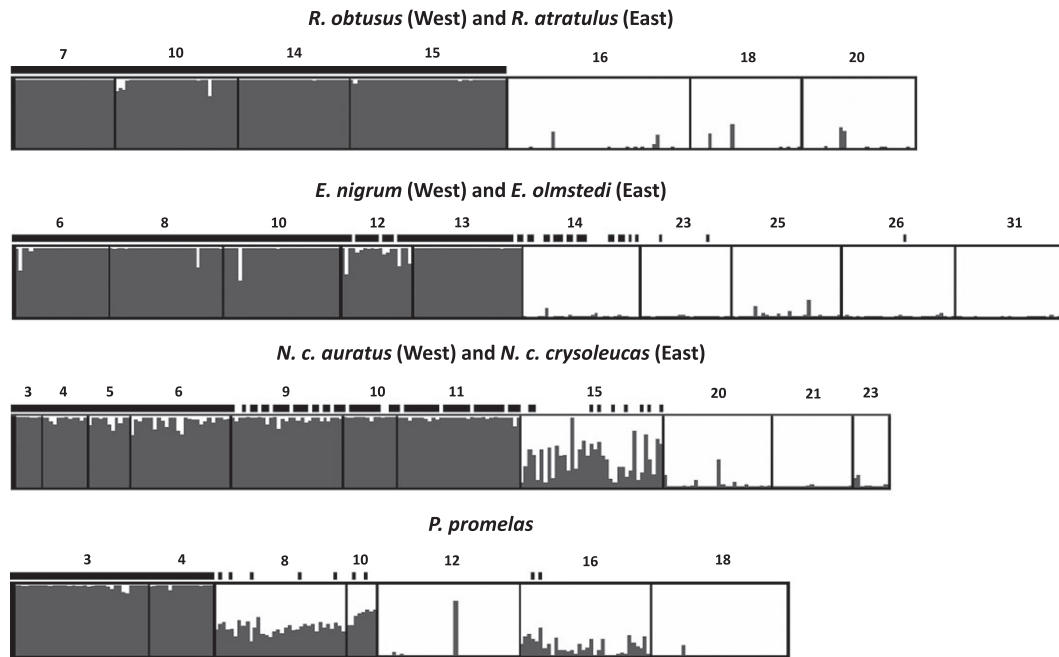 R. obtusus (West) and R. atratulus (East)
7 10 14 15 16 18 20
E. nigrum (West) and E. olmstedi (East)
6 8 10 12 13 14 23 25 26 31
N. c. auratus (West) and N. c. crysoleucas (East)
3 4 5 6 9 10 11 15 20 21 23
P. promelas
3 4 8 10 12 16 18